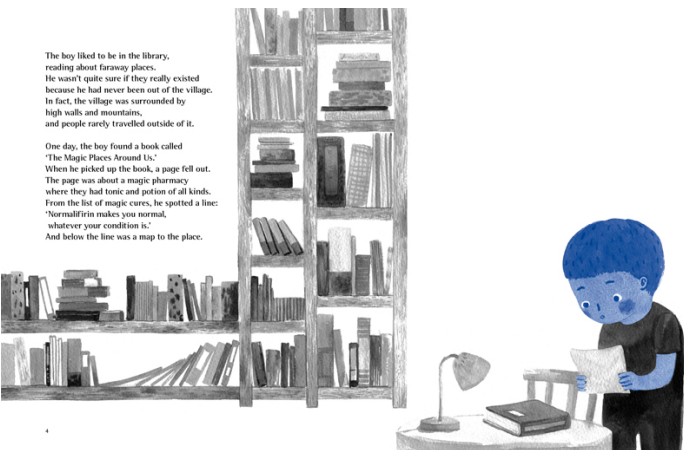 The boy liked to be in the library,
reading about faraway places.
He wasn't quite sure if they really existed
because he had never been out of the village.
In fact, the village was surrounded by
high walls and mountains,
and people rarely travelled outside of it.
One day, the boy found a book called
'The Magic Places Around Us.'
When he picked up the book, a page fell out.
The page was about a magic pharmacy
where they had tonic and potion of all kinds.
From the list of magic cures, he spotted a line:
'Normalifirin makes you normal,
whatever your condition is.'
And below the line was a map to the place.
4